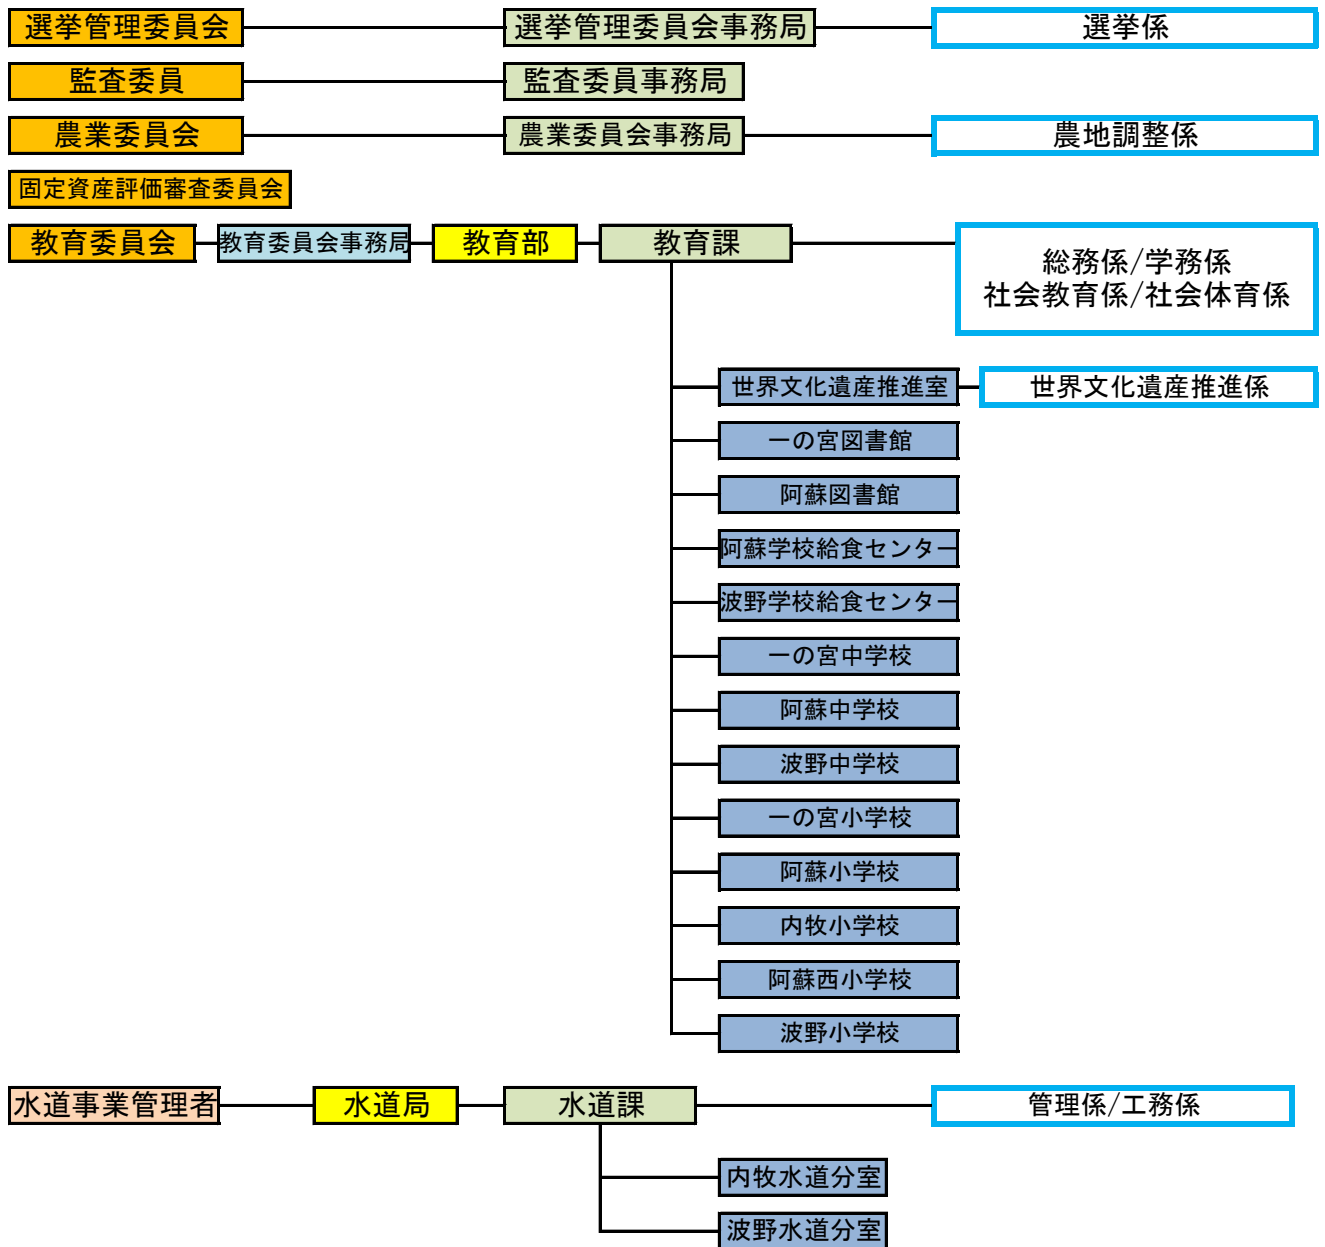 選挙管理委員会 選挙管理委員会事務局 選挙係
監査委員 監査委員事務局
農業委員会 農業委員会事務局 農地調整係
固定資産評価審査委員会
教育委員会 教育委員会事務局 教育部 教育課
総務係/学務係
社会教育係/社会体育係
世界文化遺産推進室 世界文化遺産推進係
一の宮図書館
阿蘇図書館
阿蘇学校給食センター
波野学校給食センター
一の宮中学校
阿蘇中学校
波野中学校
一の宮小学校
阿蘇小学校
内牧小学校
阿蘇西小学校
波野小学校
水道事業管理者 水道局 水道課 管理係/工務係
内牧水道分室
波野水道分室